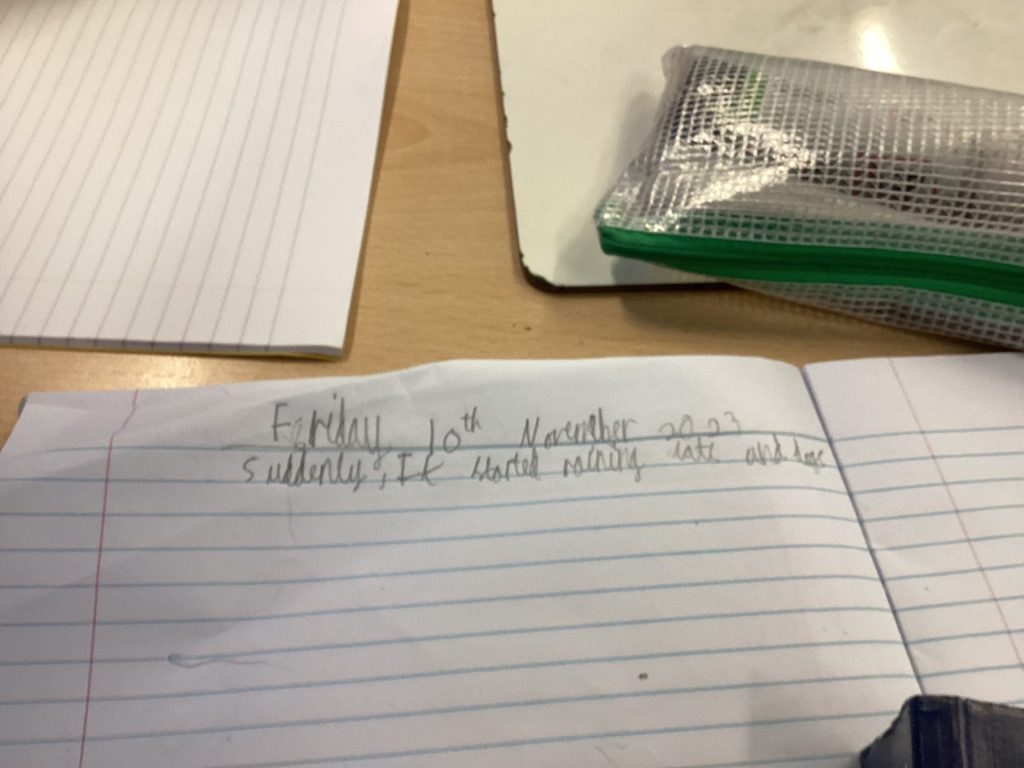 Friday 10th November 2023
Suddenly, It started raining cats and dogs